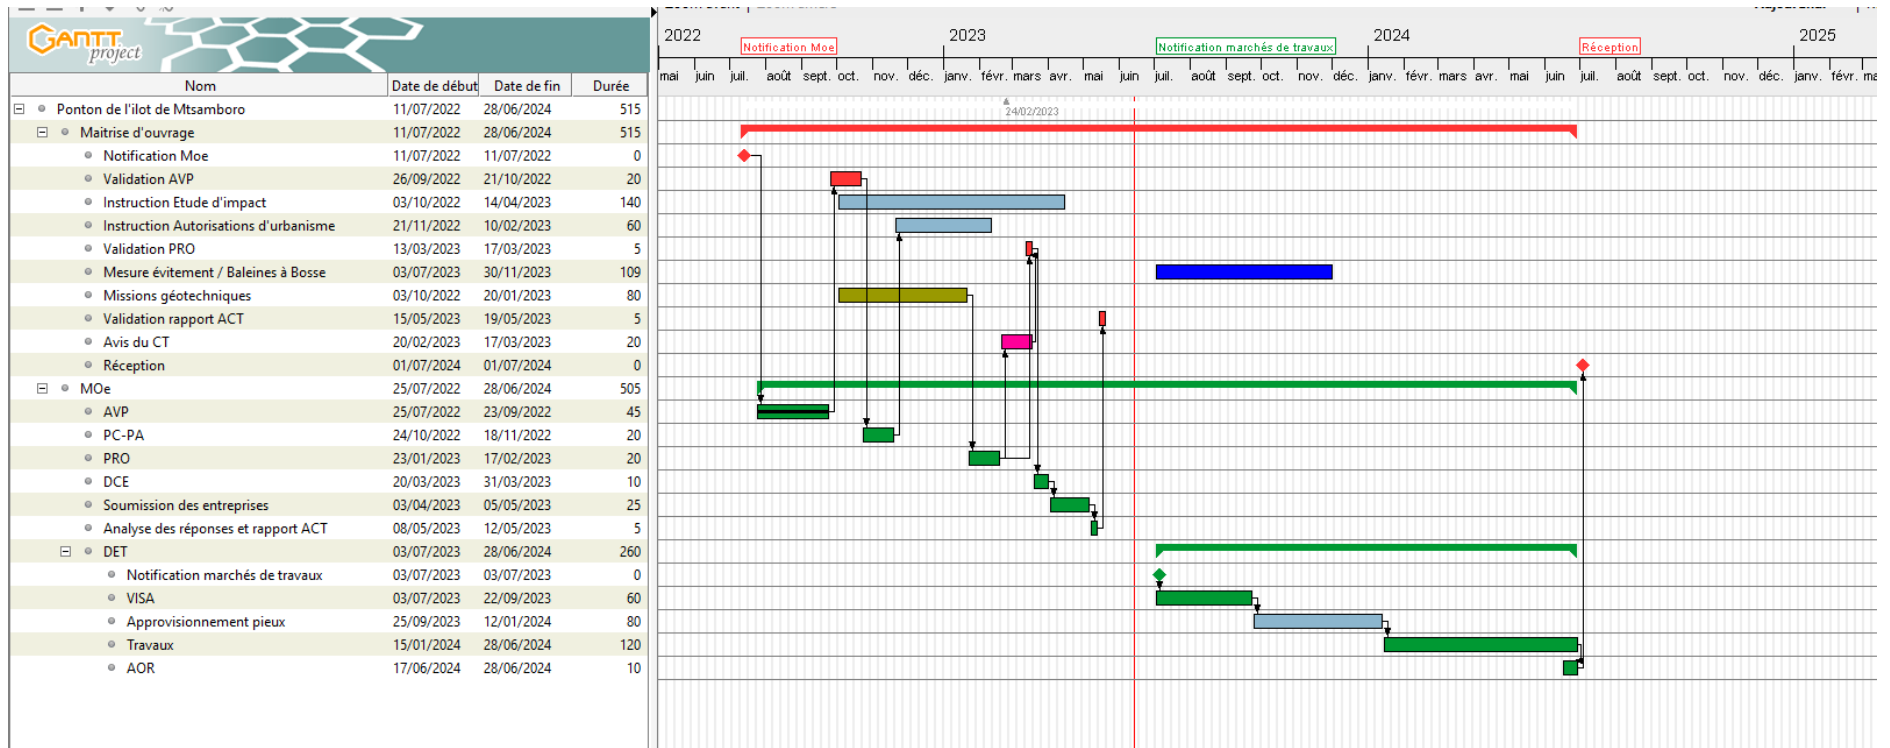 GANTT
project
2022 2023 2024 2025
Notification Moe Notification marchés de travaux Réception
mai juin juil. août sept. oct. nov. déc. janv. févr. mars avr. mai juin juil. août sept. oct. nov. déc. janv. févr. mars avr. mai juin juil. août sept. oct. nov. déc. janv. févr. ma
Nom Date de début Date de fin Durée
Ponton de l'ilot de Mtsamboro 11/07/2022 28/06/2024 515
24/02/2023
Maitrise d'ouvrage 11/07/2022 28/06/2024 515
Notification Moe 11/07/2022 11/07/2022 0
Validation AVP 26/09/2022 21/10/2022 20
Instruction Etude d'impact 03/10/2022 14/04/2023 140
Instruction Autorisations d'urbanisme 21/11/2022 10/02/2023 60
Validation PRO 13/03/2023 17/03/2023 5
Mesure évitement / Baleines à Bosse 03/07/2023 30/11/2023 109
Missions géotechniques 03/10/2022 20/01/2023 80
Validation rapport ACT 15/05/2023 19/05/2023 5
Avis du CT 20/02/2023 17/03/2023 20
Réception 01/07/2024 01/07/2024 0
MOe 25/07/2022 28/06/2024 505
AVP 25/07/2022 23/09/2022 45
PC-PA 24/10/2022 18/11/2022 20
PRO 23/01/2023 17/02/2023 20
DCE 20/03/2023 31/03/2023 10
Soumission des entreprises 03/04/2023 05/05/2023 25
Analyse des réponses et rapport ACT 08/05/2023 12/05/2023 5
DET 03/07/2023 28/06/2024 260
Notification marchés de travaux 03/07/2023 03/07/2023 0
VISA 03/07/2023 22/09/2023 60
Approvisionnement pieux 25/09/2023 12/01/2024 80
Travaux 15/01/2024 28/06/2024 120
AOR 17/06/2024 28/06/2024 10